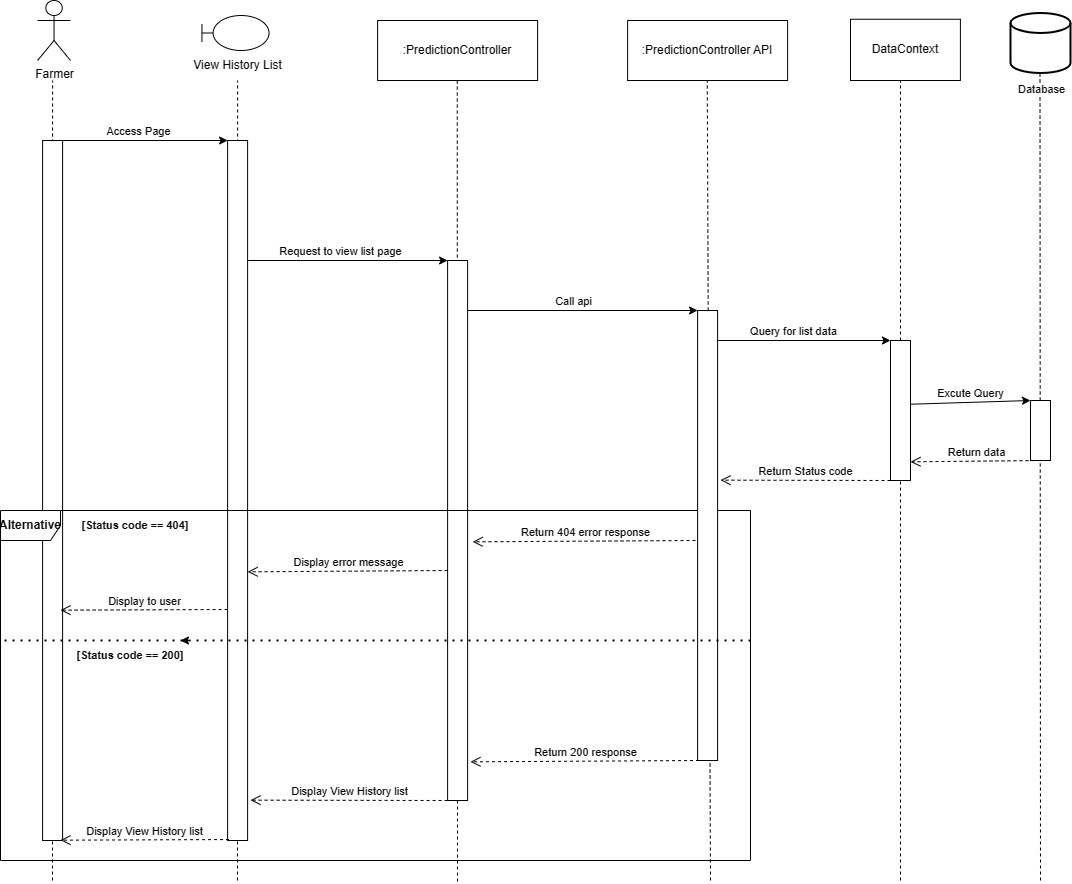 Farmer
View History List
:PredictionController
:PredictionController API
DataContext
Database
Access Page
Request to view list page
Call api
Query for list data
Excute Query
Return data
Return Status code
Alternative
[Status code == 404]
Return 404 error response
Display error message
Display to user
[Status code == 200]
Return 200 response
Display View History list
Display View History list